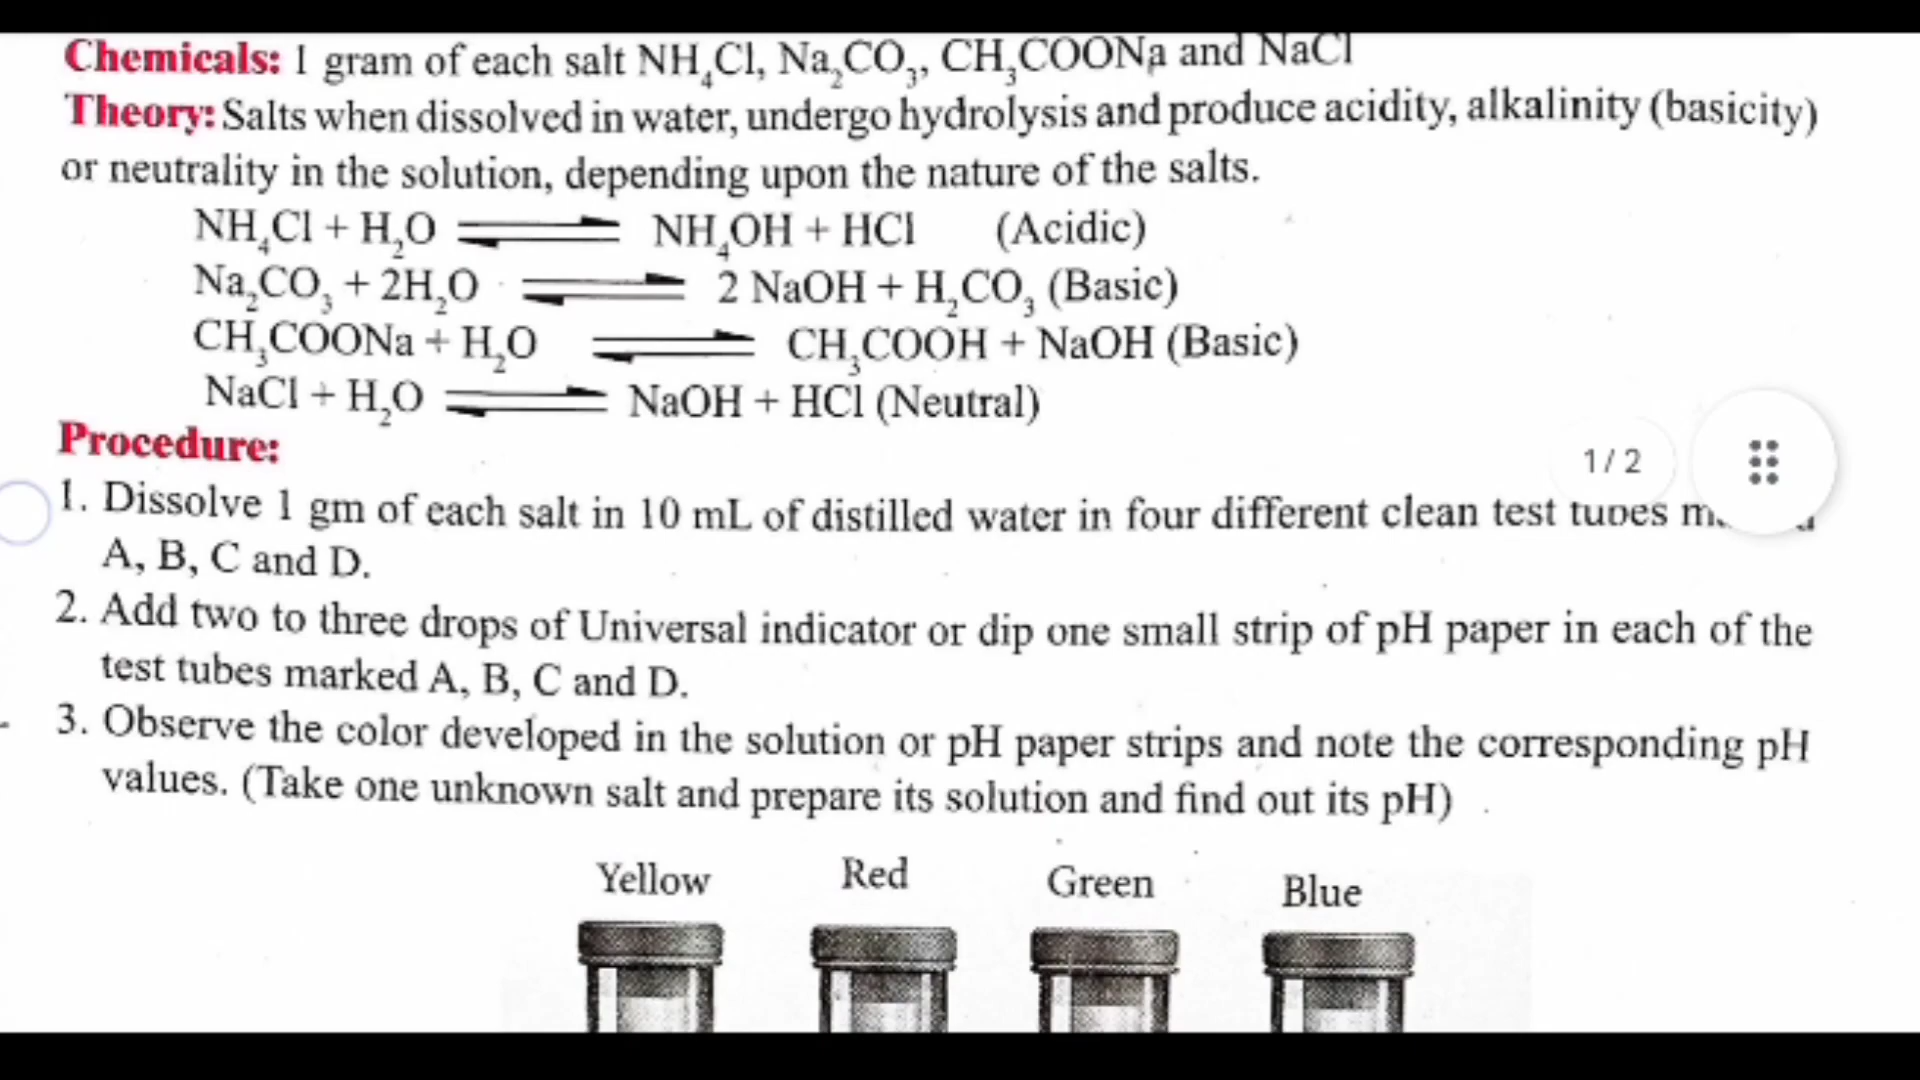 Chemicals: 1 gram of each salt NH₄Cl, Na₂CO₃, CH₃COONa and NaCl
Theory: Salts when dissolved in water, undergo hydrolysis and produce acidity, alkalinity (basicity)
or neutrality in the solution, depending upon the nature of the salts.
NH₄Cl + H₂O ⇌ NH₄OH + HCl (Acidic)
Na₂CO₃ + 2H₂O ⇌ 2 NaOH + H₂CO₃ (Basic)
CH₃COONa + H₂O ⇌ CH₃COOH + NaOH (Basic)
NaCl + H₂O ⇌ NaOH + HCl (Neutral)
Procedure:
1/2
1. Dissolve 1 gm of each salt in 10 mL of distilled water in four different clean test tubes
A, B, C and D.
2. Add two to three drops of Universal indicator or dip one small strip of pH paper in each of the
test tubes marked A, B, C and D.
3. Observe the color developed in the solution or pH paper strips and note the corresponding pH
values. (Take one unknown salt and prepare its solution and find out its pH)
Yellow Red Green Blue